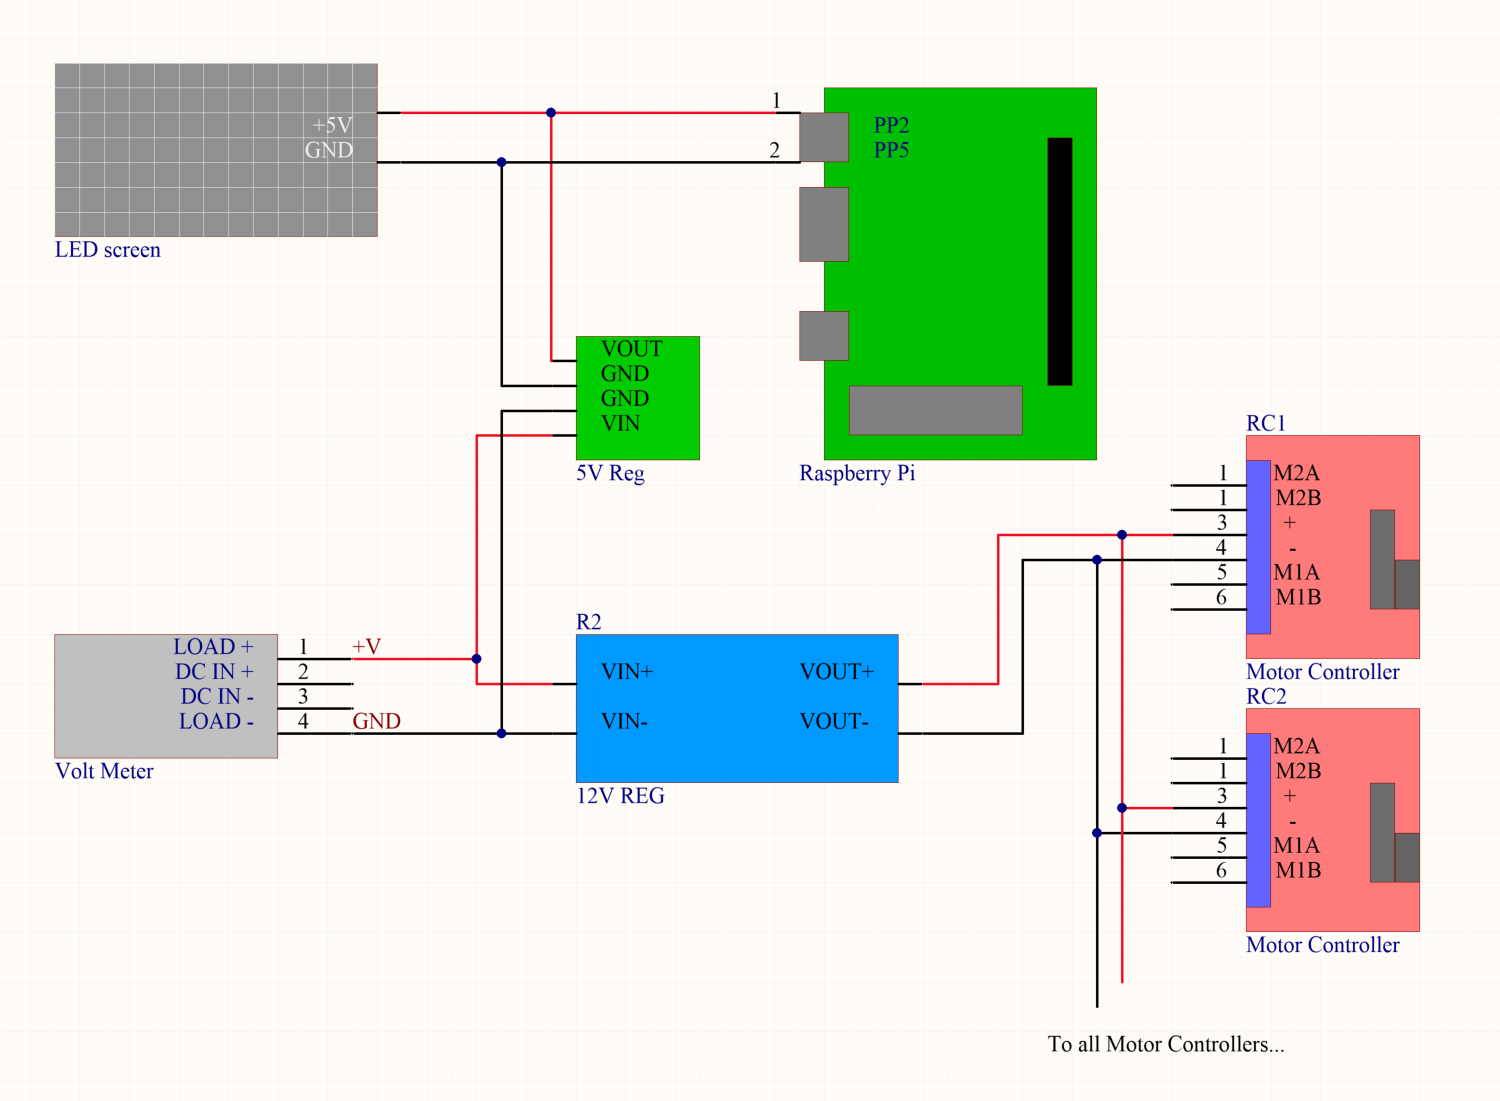 +5V
GND
LED screen
1
2
PP2
PP5
Raspberry Pi
VOUT
GND
GND
VIN
5V Reg
RC1
1 M2A
1 M2B
3 +
4 -
5 M1A
6 M1B
Motor Controller
LOAD + 1 +V
DC IN + 2
DC IN - 3
LOAD - 4 GND
Volt Meter
R2
VIN+ VOUT+
VIN- VOUT-
12V REG
RC2
1 M2A
1 M2B
3 +
4 -
5 M1A
6 M1B
Motor Controller
To all Motor Controllers...